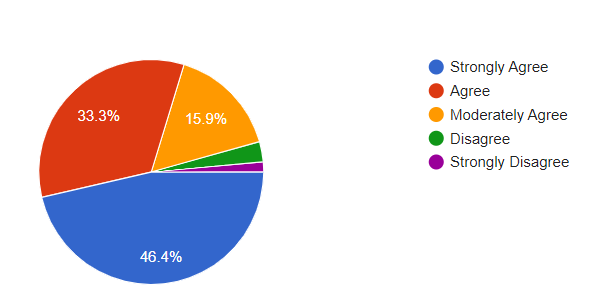 Strongly Agree
Agree
Moderately Agree
Disagree
Strongly Disagree
33.3%
15.9%
46.4%